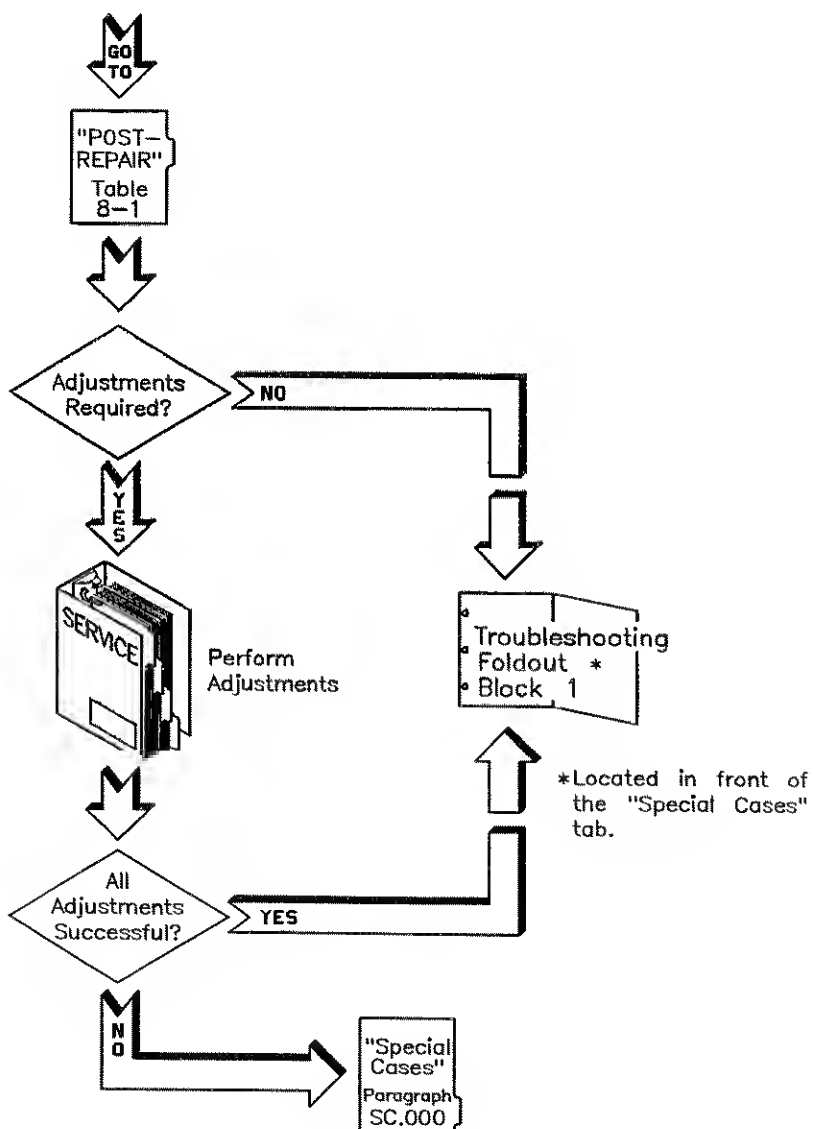 GO
TO
"POST-
REPAIR"
Table
8-1
Adjustments
Required?
NO
YES
SERVICE
Perform
Adjustments
Troubleshooting
Foldout *
Block 1
*Located in front of
the "Special Cases"
tab.
All
Adjustments
Successful?
YES
NO
"Special
Cases"
Paragraph
SC.000